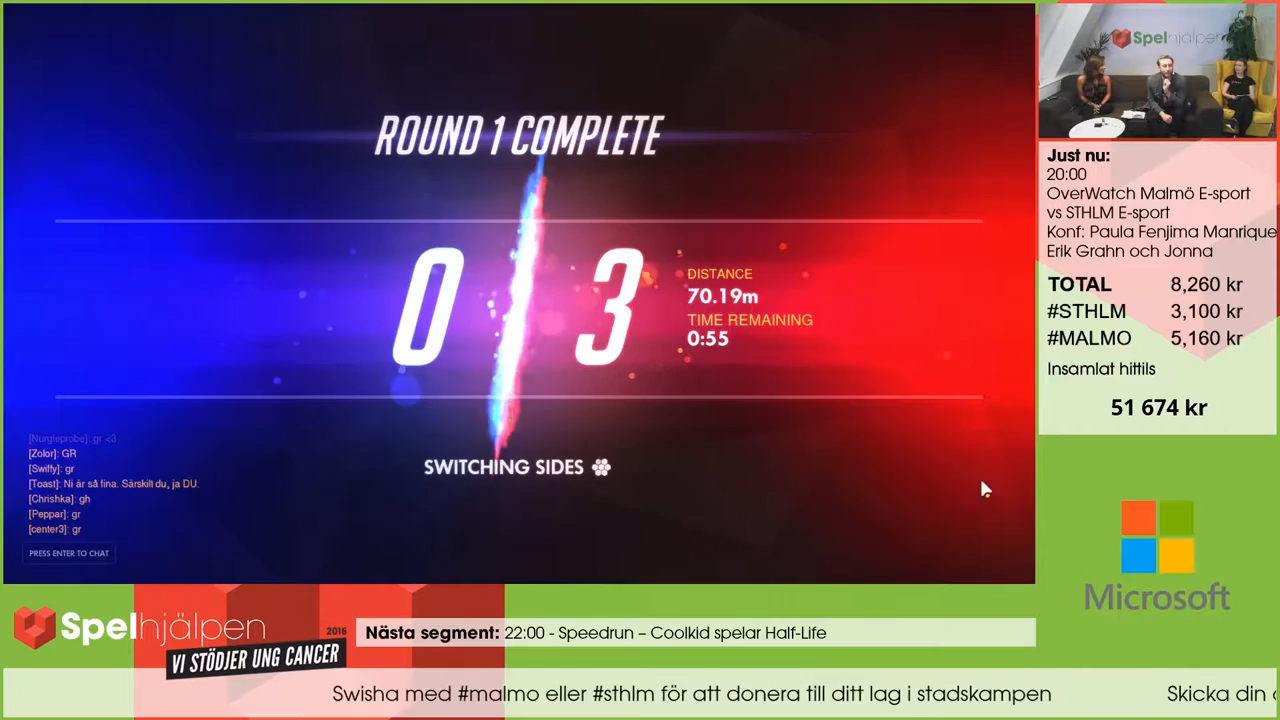 ROUND 1 COMPLETE
0 3
DISTANCE
70.19m
TIME REMAINING
0:55
SWITCHING SIDES
[Nurgleprobe]: gr <3
[Zolor]: GR
[Swiffy]: gr
[Toast]: Ni är så fina. Särskilt du, ja DU.
[Chrishka]: gh
[Peppar]: gr
[center3]: gr
PRESS ENTER TO CHAT
Spelhjälpen
Just nu:
20:00
OverWatch Malmö E-sport
vs STHLM E-sport
Konf: Paula Fenjima Manrique
Erik Grahn och Jonna
TOTAL 8,260 kr
#STHLM 3,100 kr
#MALMO 5,160 kr
Insamlat hittils
51 674 kr
Microsoft
Spelhjälpen
2016
VI STÖDJER UNG CANCER
Nästa segment: 22:00 - Speedrun – Coolkid spelar Half-Life
Swisha med #malmo eller #sthlm för att donera till ditt lag i stadskampen Skicka din